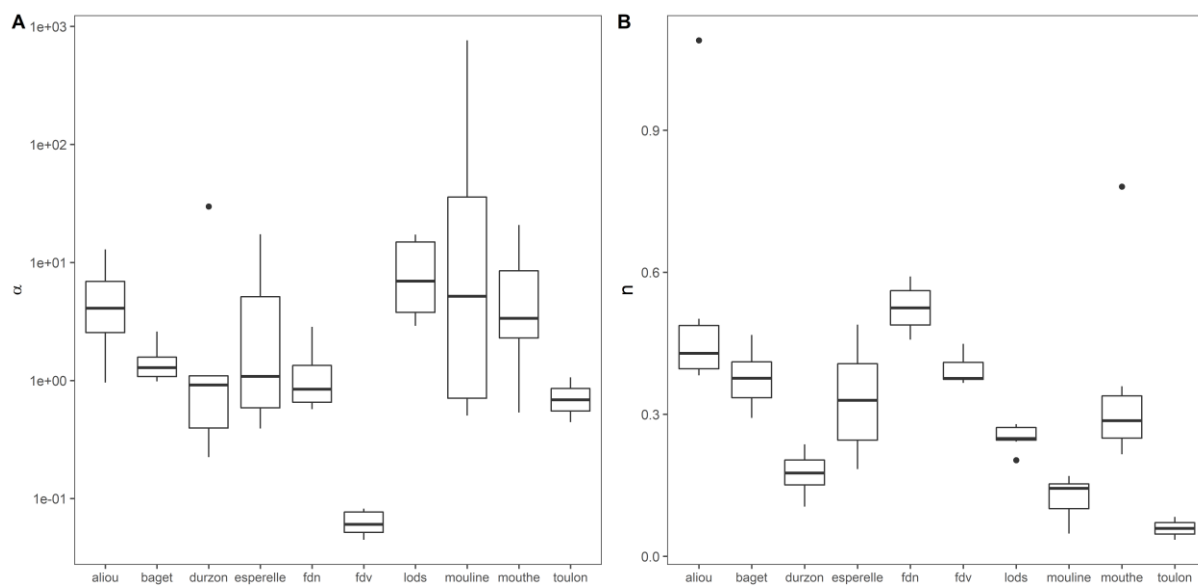 A
1e+03
1e+02
1e+01
1e+00
1e-01
α
aliou baget durzon esperelle fdn fdv lods mouline mouthe toulon
B
0.9
0.6
0.3
0.0
n
aliou baget durzon esperelle fdn fdv lods mouline mouthe toulon